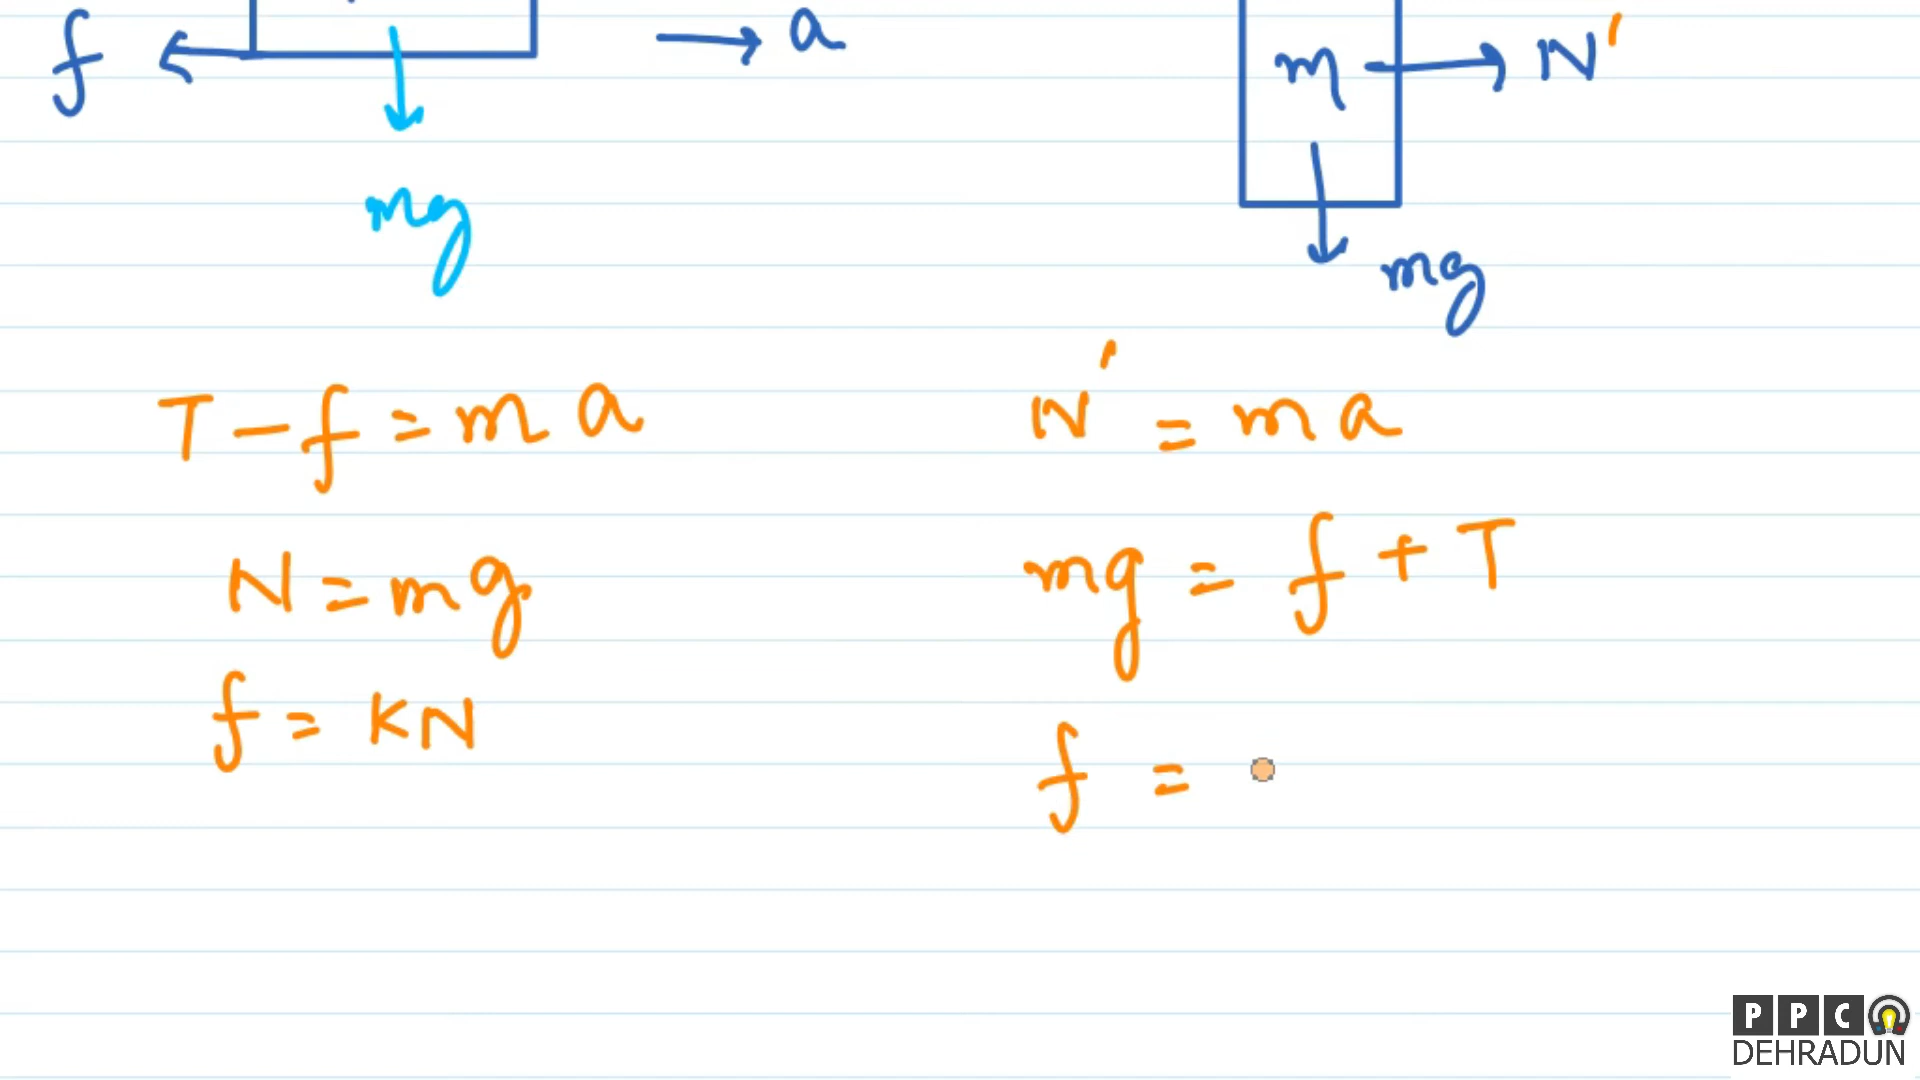 f
a
mg
m
N'
mg
T - f = ma
N = mg
f = KN
N' = ma
mg = f + T
f =
PPC
DEHRADUN